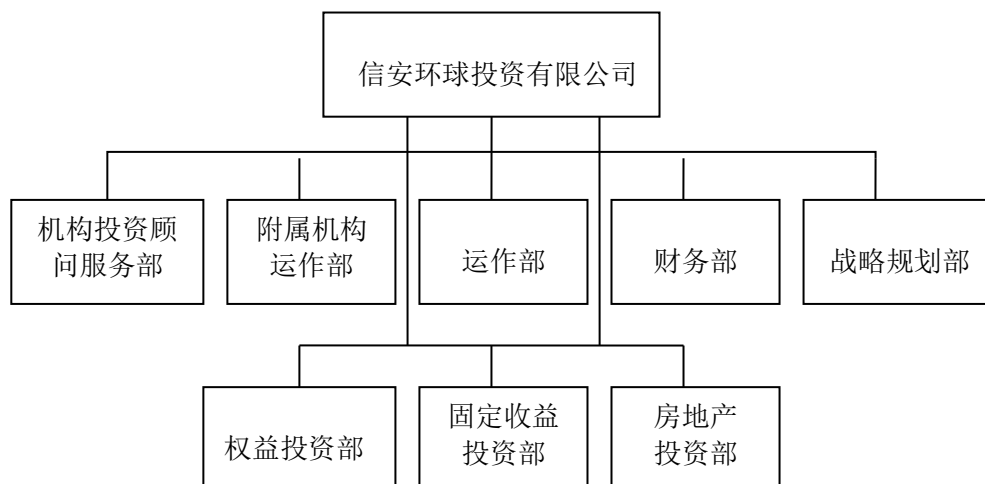 信安环球投资有限公司
机构投资顾
问服务部
附属机构
运作部
运作部
财务部
战略规划部
权益投资部
固定收益
投资部
房地产
投资部